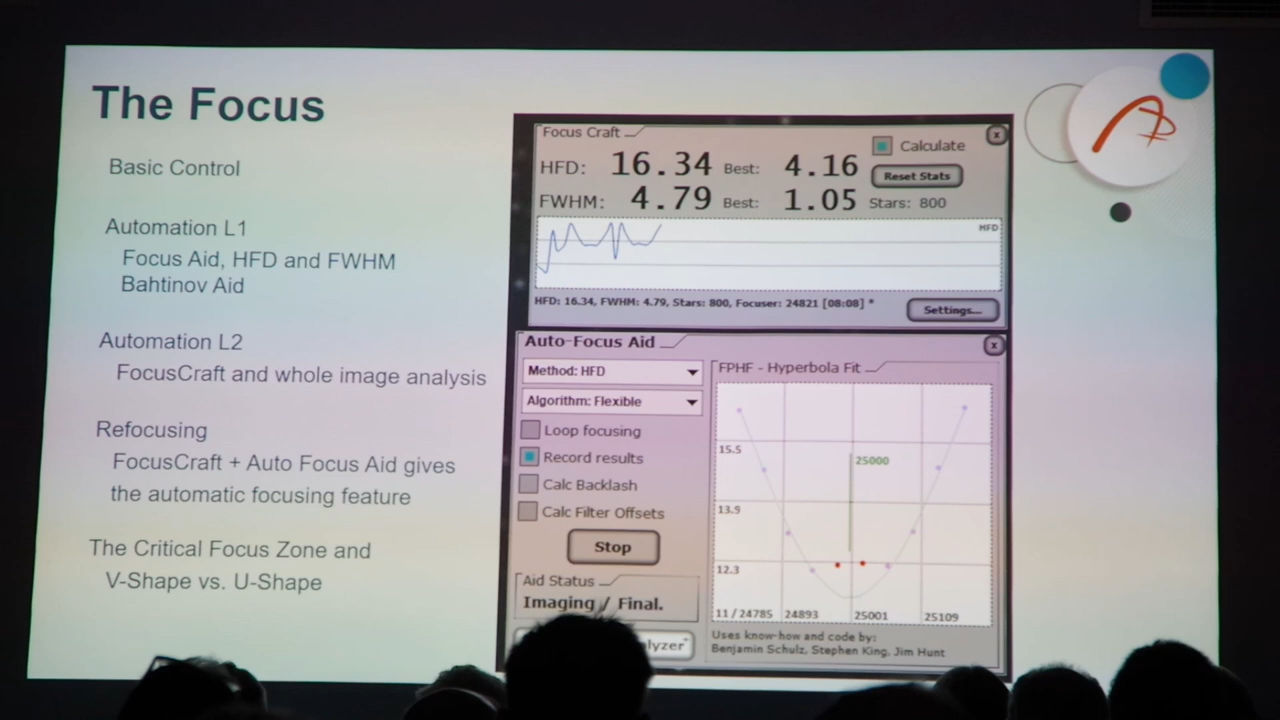 The Focus
Basic Control
Automation L1
Focus Aid, HFD and FWHM
Bahtinov Aid
Automation L2
FocusCraft and whole image analysis
Refocusing
FocusCraft + Auto Focus Aid gives
the automatic focusing feature
The Critical Focus Zone and
V-Shape vs. U-Shape
Focus Craft
x
Calculate
HFD: 16.34 Best: 4.16
Reset Stats
FWHM: 4.79 Best: 1.05 Stars: 800
HFD
HFD: 16.34, FWHM: 4.79, Stars: 800, Focuser: 24821 [08:08] *
Settings...
Auto-Focus Aid
x
Method: HFD
Algorithm: Flexible
Loop focusing
Record results
Calc Backlash
Calc Filter Offsets
Stop
Aid Status
Imaging / Final.
FPHF - Hyperbola Fit
15.5
25000
13.9
12.3
11 / 24785 24893 25001 25109
Uses know-how and code by:
Benjamin Schulz, Stephen King, Jim Hunt